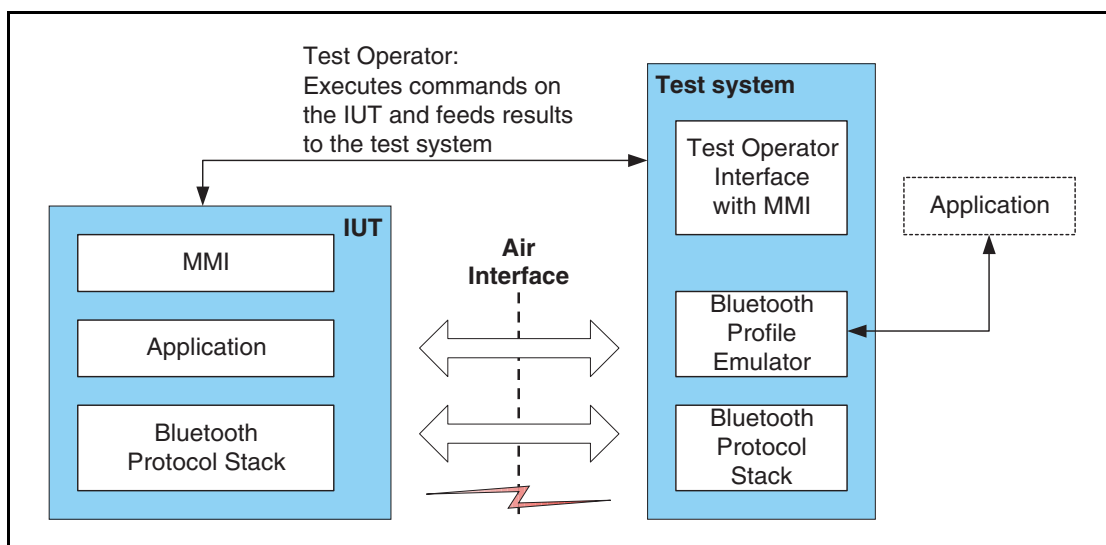 Test Operator:
Executes commands on
the IUT and feeds results
to the test system
IUT
MMI
Application
Bluetooth
Protocol Stack
Air
Interface
Test system
Test Operator
Interface
with MMI
Bluetooth
Profile
Emulator
Bluetooth
Protocol
Stack
Application